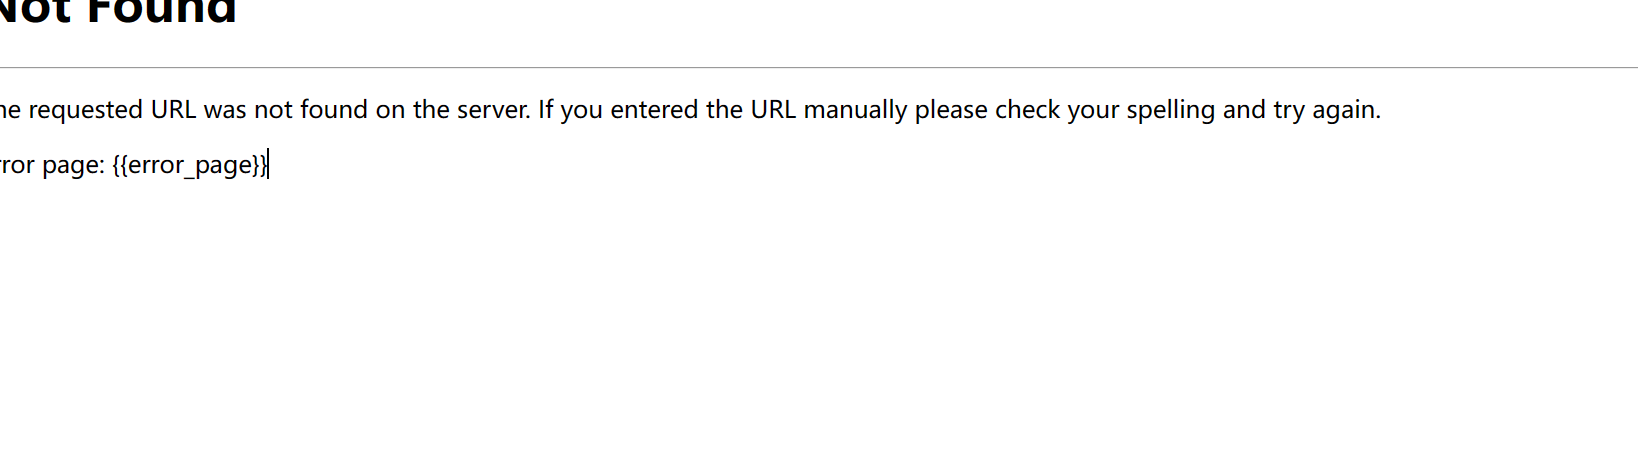 Not Found
he requested URL was not found on the server. If you entered the URL manually please check your spelling and try again.
rror page: {{error_page}}